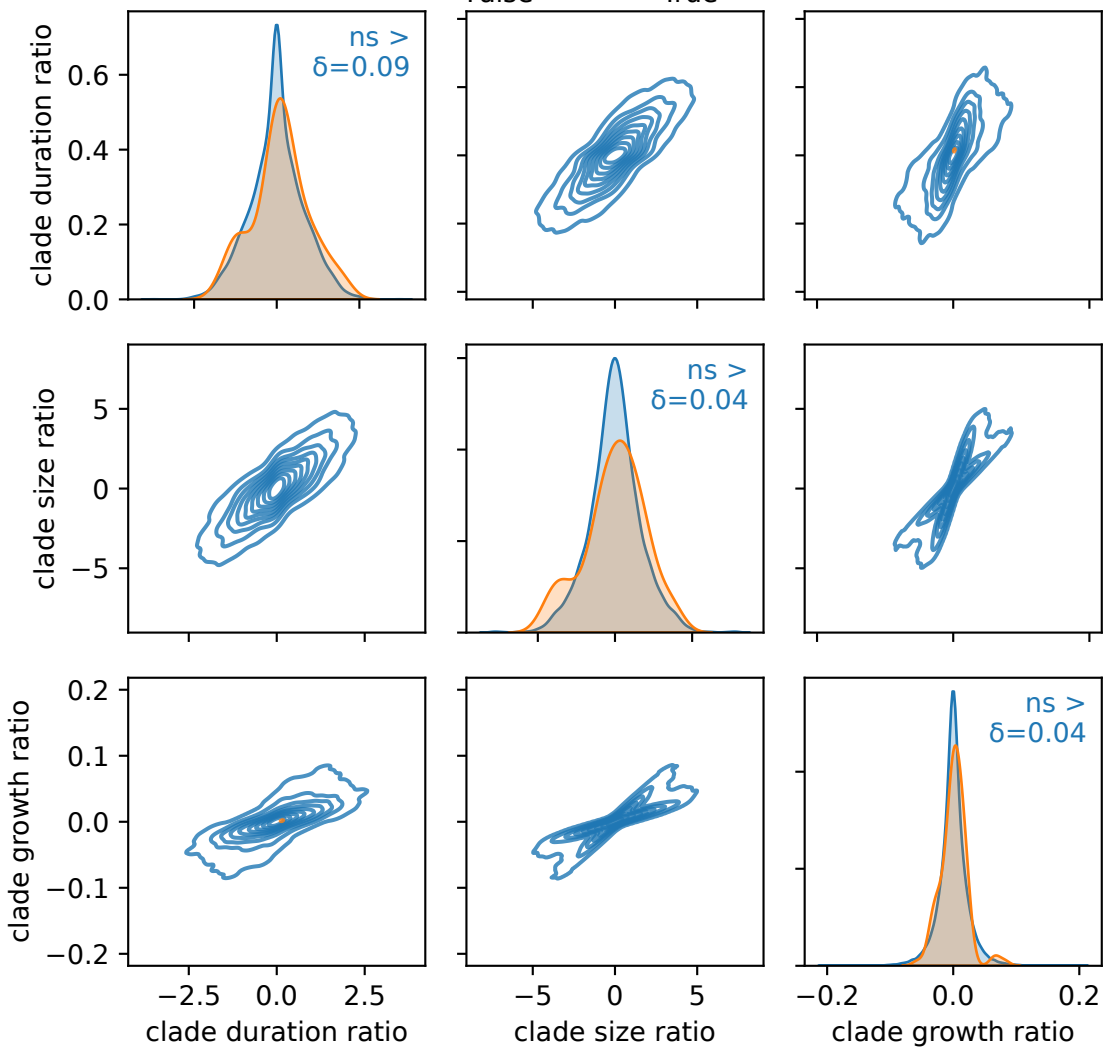 clade duration ratio
0.6
0.4
0.2
0.0
ns >
δ=0.09
clade size ratio
5
0
−5
ns >
δ=0.04
clade growth ratio
0.2
0.1
0.0
−0.1
−0.2
ns >
δ=0.04
−2.5 0.0 2.5
−5 0 5
−0.2 0.0 0.2
clade duration ratio
clade size ratio
clade growth ratio